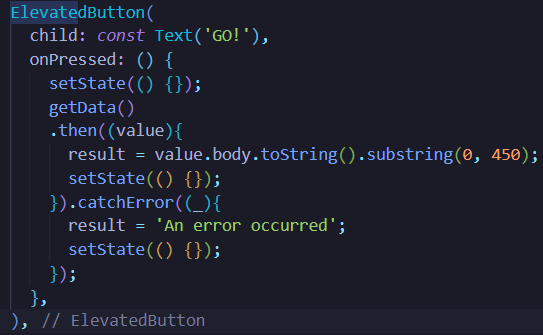 ElevatedButton(
  child: const Text('GO!'),
  onPressed: () {
    setState(() {});
    getData()
    .then((value){
      result = value.body.toString().substring(0, 450);
      setState(() {});
    }).catchError((_){
      result = 'An error occurred';
      setState(() {});
    });
  },
), // ElevatedButton